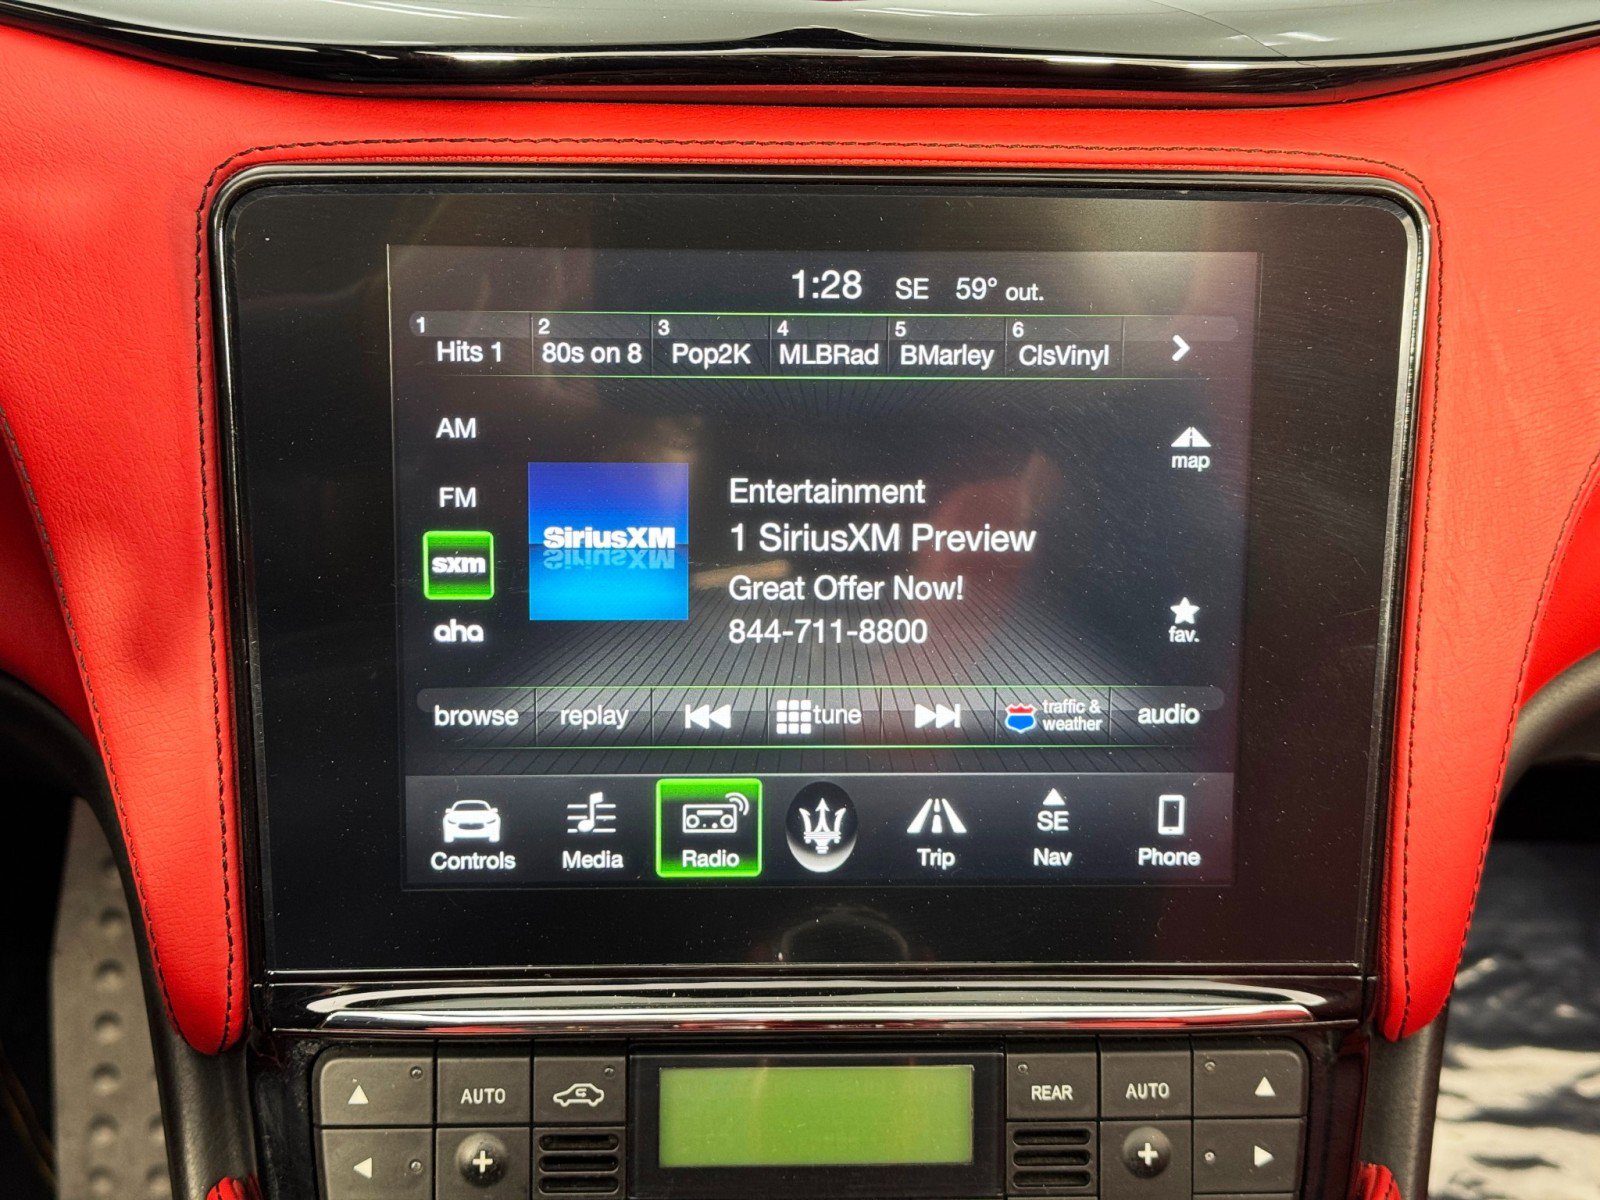 1:28 SE 59° out.
1 Hits 1 2 80s on 8 3 Pop2K 4 MLBRad 5 BMarley 6 ClsVinyl
AM
FM
sxm
aha
SiriusXM
Entertainment
1 SiriusXM Preview
Great Offer Now!
844-711-8800
map
fav.
browse replay tune traffic & weather audio
Controls Media Radio Trip SE Nav Phone
AUTO REAR AUTO